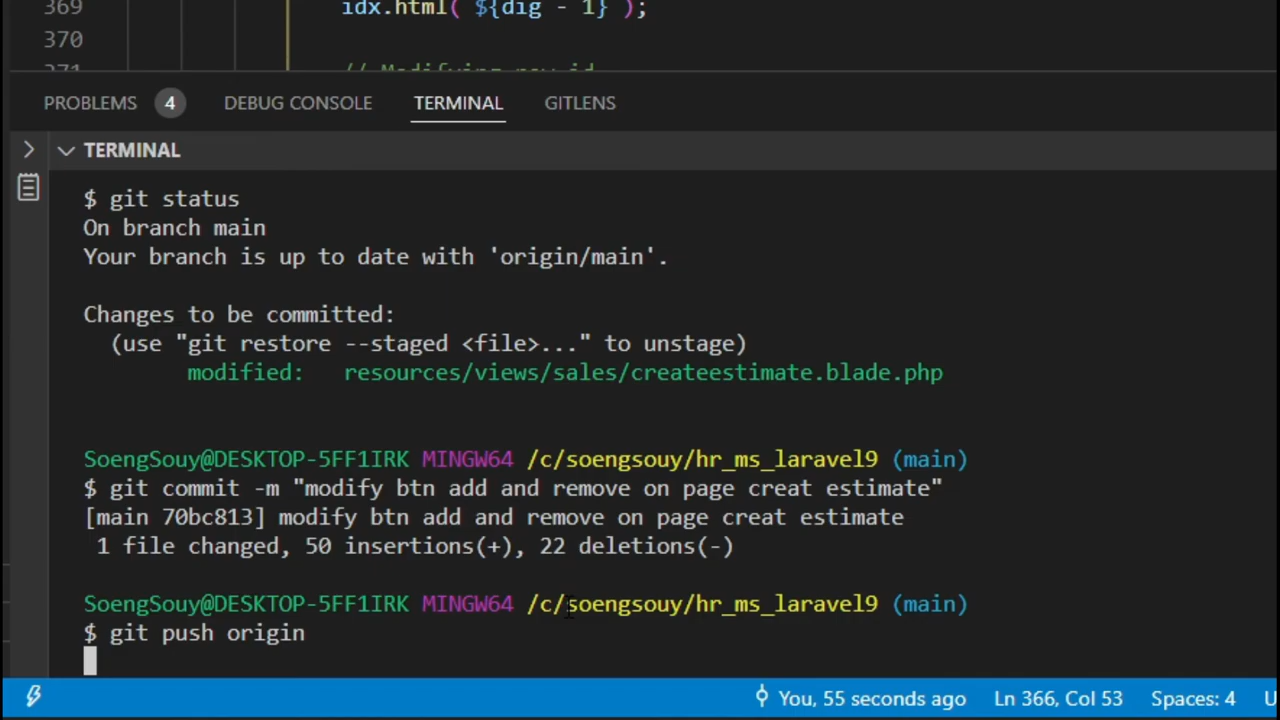 369 idx.html(`${dig - 1}`);
370
371 // Modifying row id
PROBLEMS 4 DEBUG CONSOLE TERMINAL GITLENS
TERMINAL
$ git status
On branch main
Your branch is up to date with 'origin/main'.
Changes to be committed:
(use "git restore --staged <file>..." to unstage)
modified: resources/views/sales/createestimate.blade.php
SoengSouy@DESKTOP-5FF1IRK MINGW64 /c/soengsouy/hr_ms_laravel9 (main)
$ git commit -m "modify btn add and remove on page creat estimate"
[main 70bc813] modify btn add and remove on page creat estimate
1 file changed, 50 insertions(+), 22 deletions(-)
SoengSouy@DESKTOP-5FF1IRK MINGW64 /c/soengsouy/hr_ms_laravel9 (main)
$ git push origin
You, 55 seconds ago Ln 366, Col 53 Spaces: 4